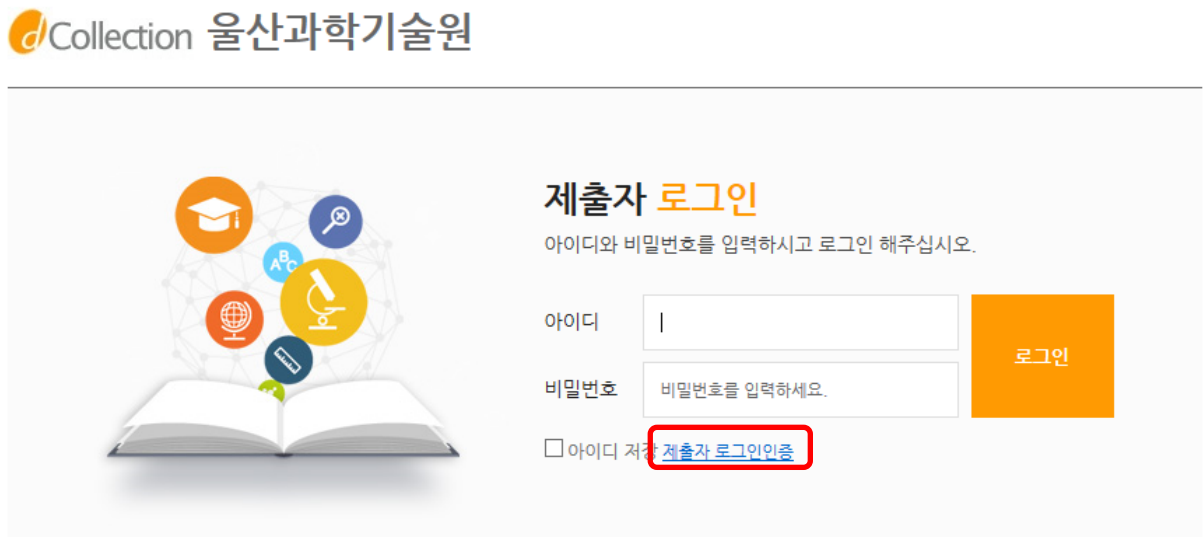 dCollection 울산과학기술원
제출자 로그인
아이디와 비밀번호를 입력하시고 로그인 해주십시오.
아이디
비밀번호 비밀번호를 입력하세요.
로그인
아이디 저장 제출자 로그인인증
ABC